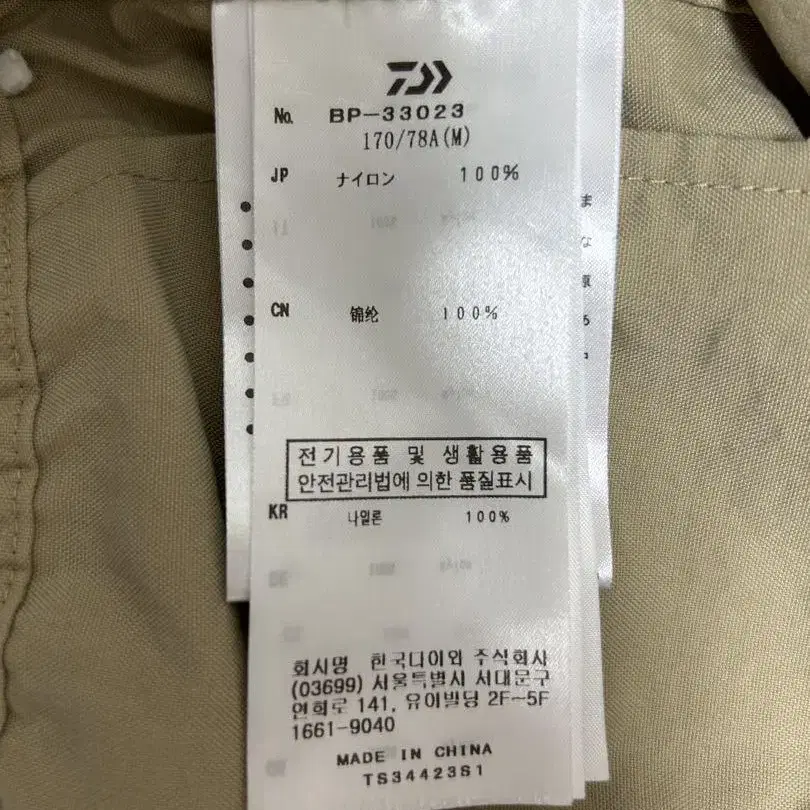 No. BP-33023
170/78A(M)
JP ナイロン 100%
CN 锦纶 100%
전기용품 및 생활용품
안전관리법에 의한 품질표시
KR 나일론 100%
회사명 한국다이와 주식회사
(03699) 서울특별시 서대문구
연희로 141, 유이빌딩 2F~5F
1661-9040
MADE IN CHINA
TS34423S1
ま
な